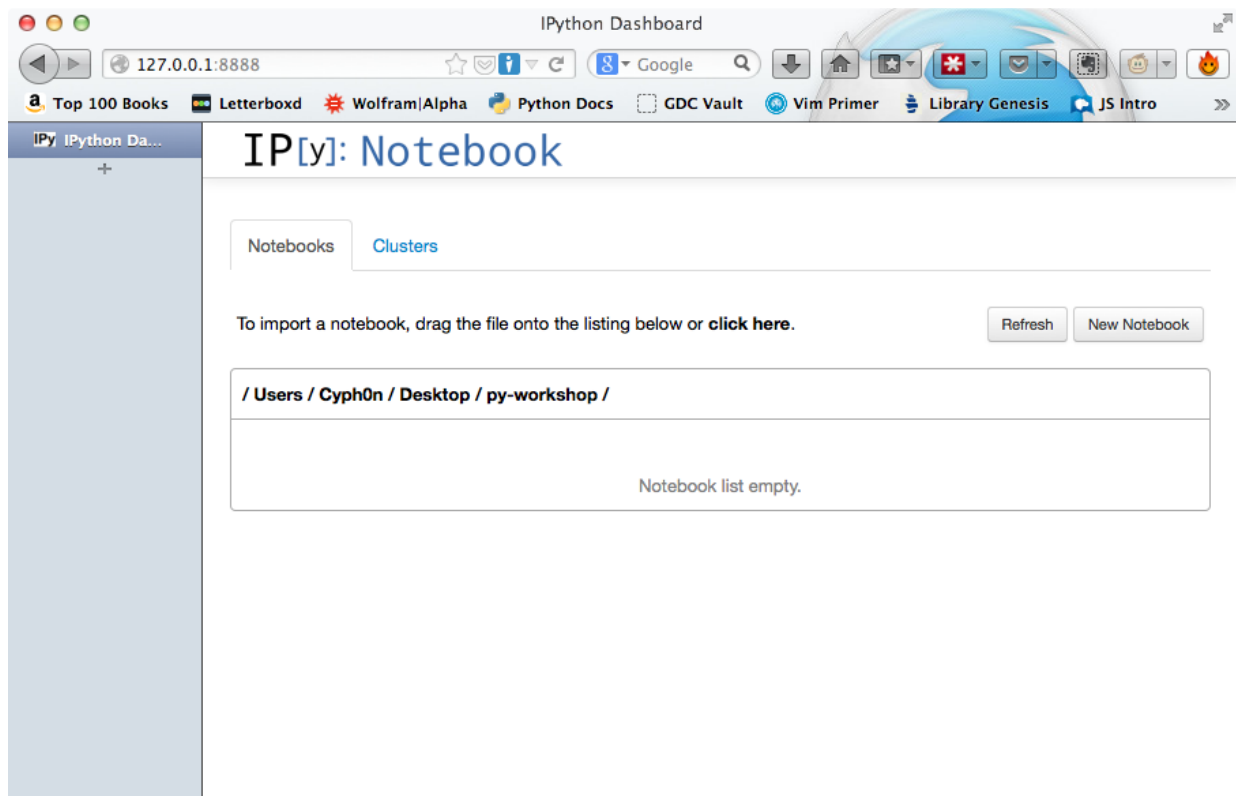 IPython Dashboard
127.0.0.1:8888
Google
Top 100 Books Letterboxd Wolfram|Alpha Python Docs GDC Vault Vim Primer Library Genesis JS Intro
IPy IPython Da...
IP[y]: Notebook
Notebooks Clusters
To import a notebook, drag the file onto the listing below or click here. Refresh New Notebook
/ Users / Cyph0n / Desktop / py-workshop /
Notebook list empty.